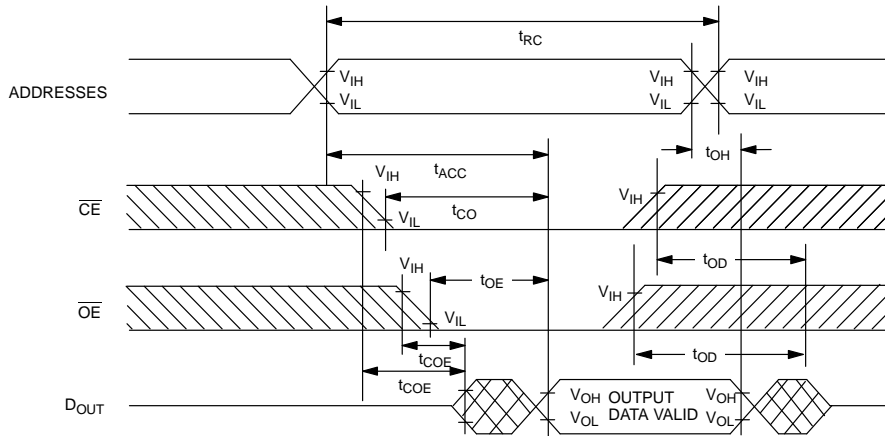 tRC
ADDRESSES
VIH VIH VIH
VIL VIL VIL
tOH
tACC
VIH
CE VIL tCO VIH
tOD
VIH
tOE
OE VIL VIH
tCOE tOD
tCOE
DOUT VOH OUTPUT VOH
VOL DATA VALID VOL